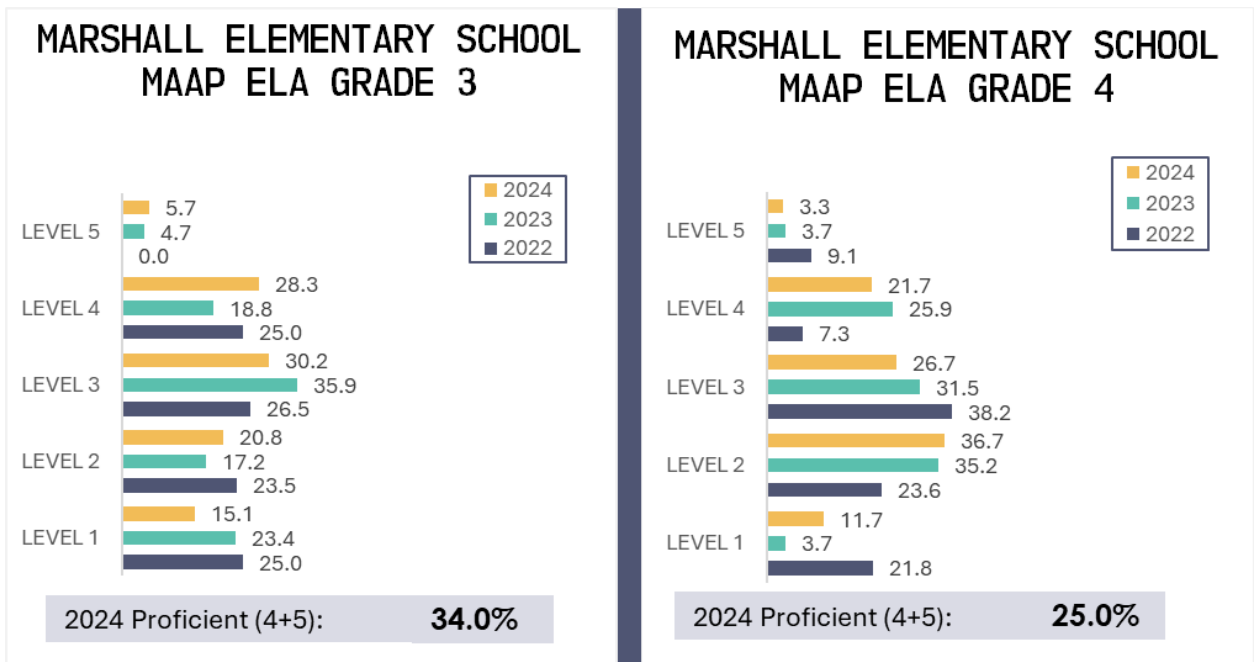 MARSHALL ELEMENTARY SCHOOL
MAAP ELA GRADE 3
2024
2023
2022
LEVEL 5
5.7
4.7
0.0
LEVEL 4
28.3
18.8
25.0
LEVEL 3
30.2
35.9
26.5
LEVEL 2
20.8
17.2
23.5
LEVEL 1
15.1
23.4
25.0
2024 Proficient (4+5): 34.0%
MARSHALL ELEMENTARY SCHOOL
MAAP ELA GRADE 4
2024
2023
2022
LEVEL 5
3.3
3.7
9.1
LEVEL 4
21.7
25.9
7.3
LEVEL 3
26.7
31.5
38.2
LEVEL 2
36.7
35.2
23.6
LEVEL 1
11.7
3.7
21.8
2024 Proficient (4+5): 25.0%